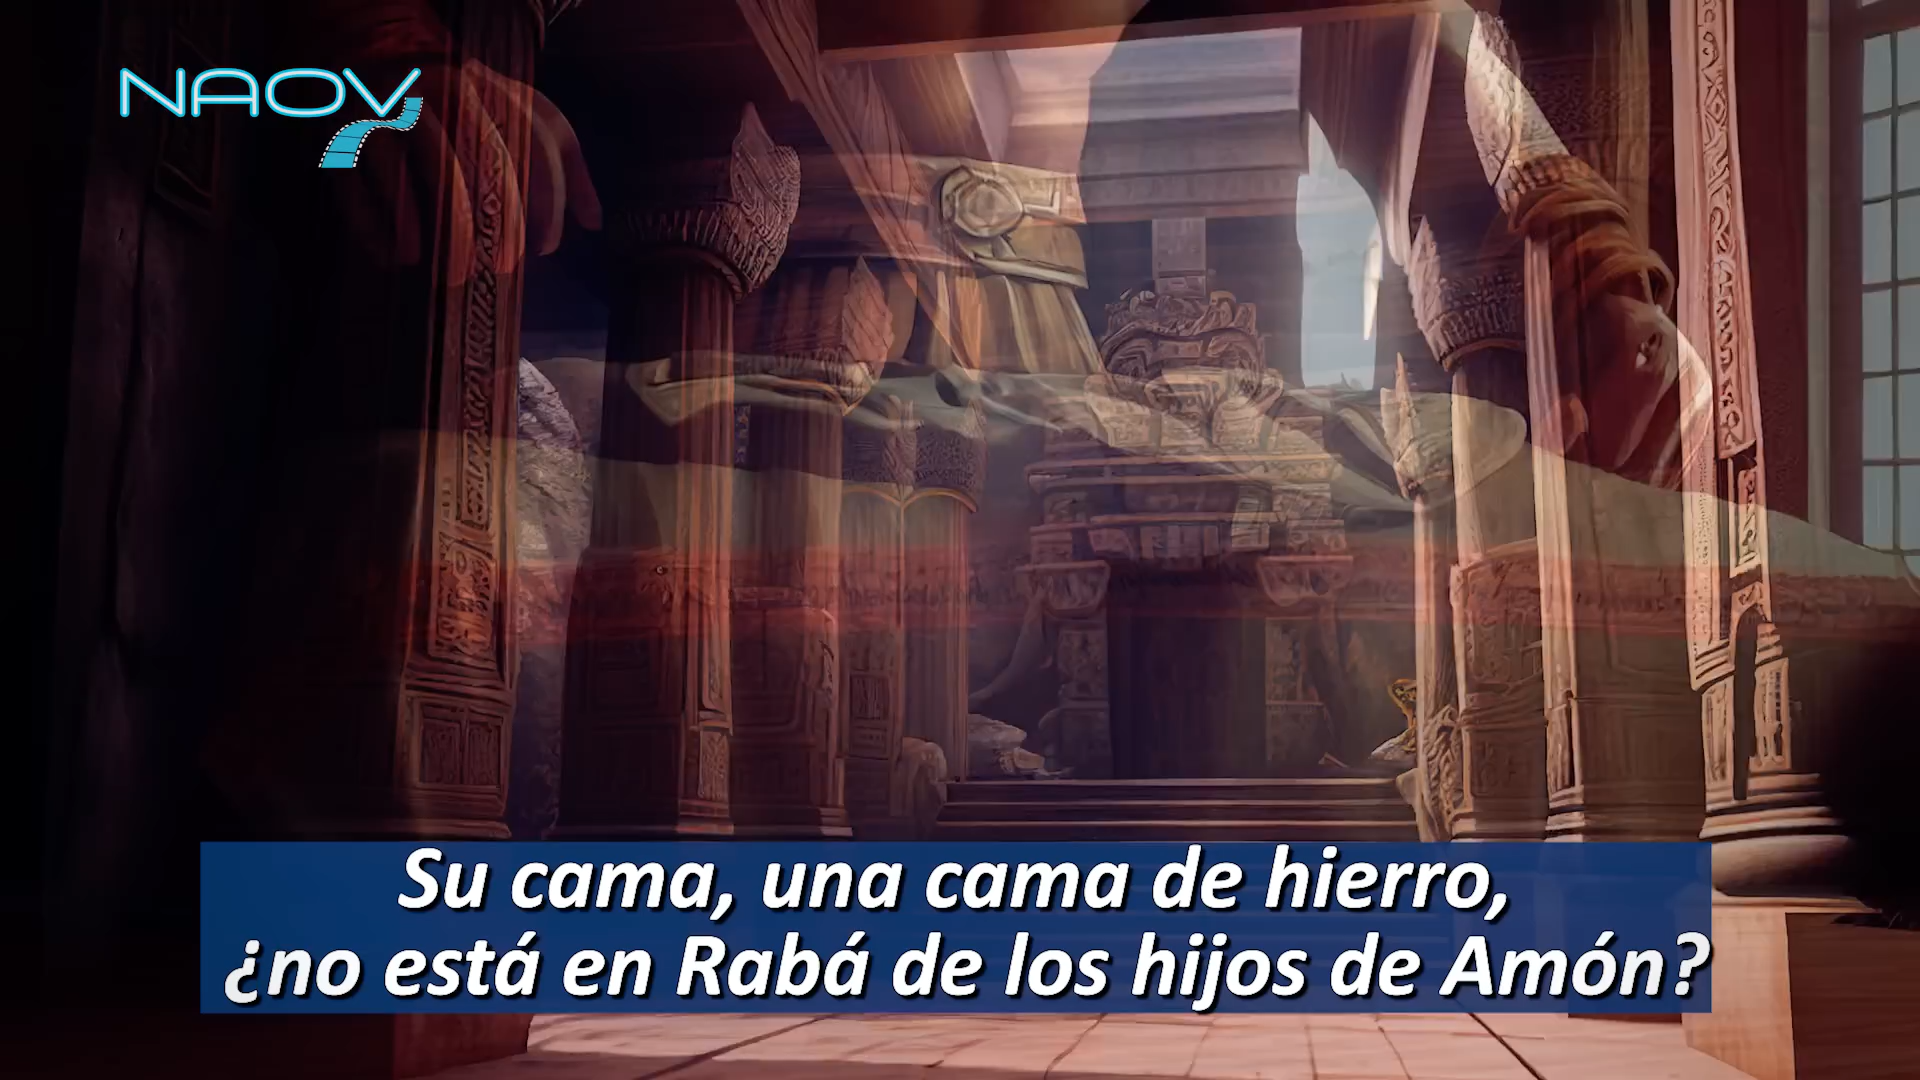 NAOV
Su cama, una cama de hierro,
¿no está en Rabá de los hijos de Amón?